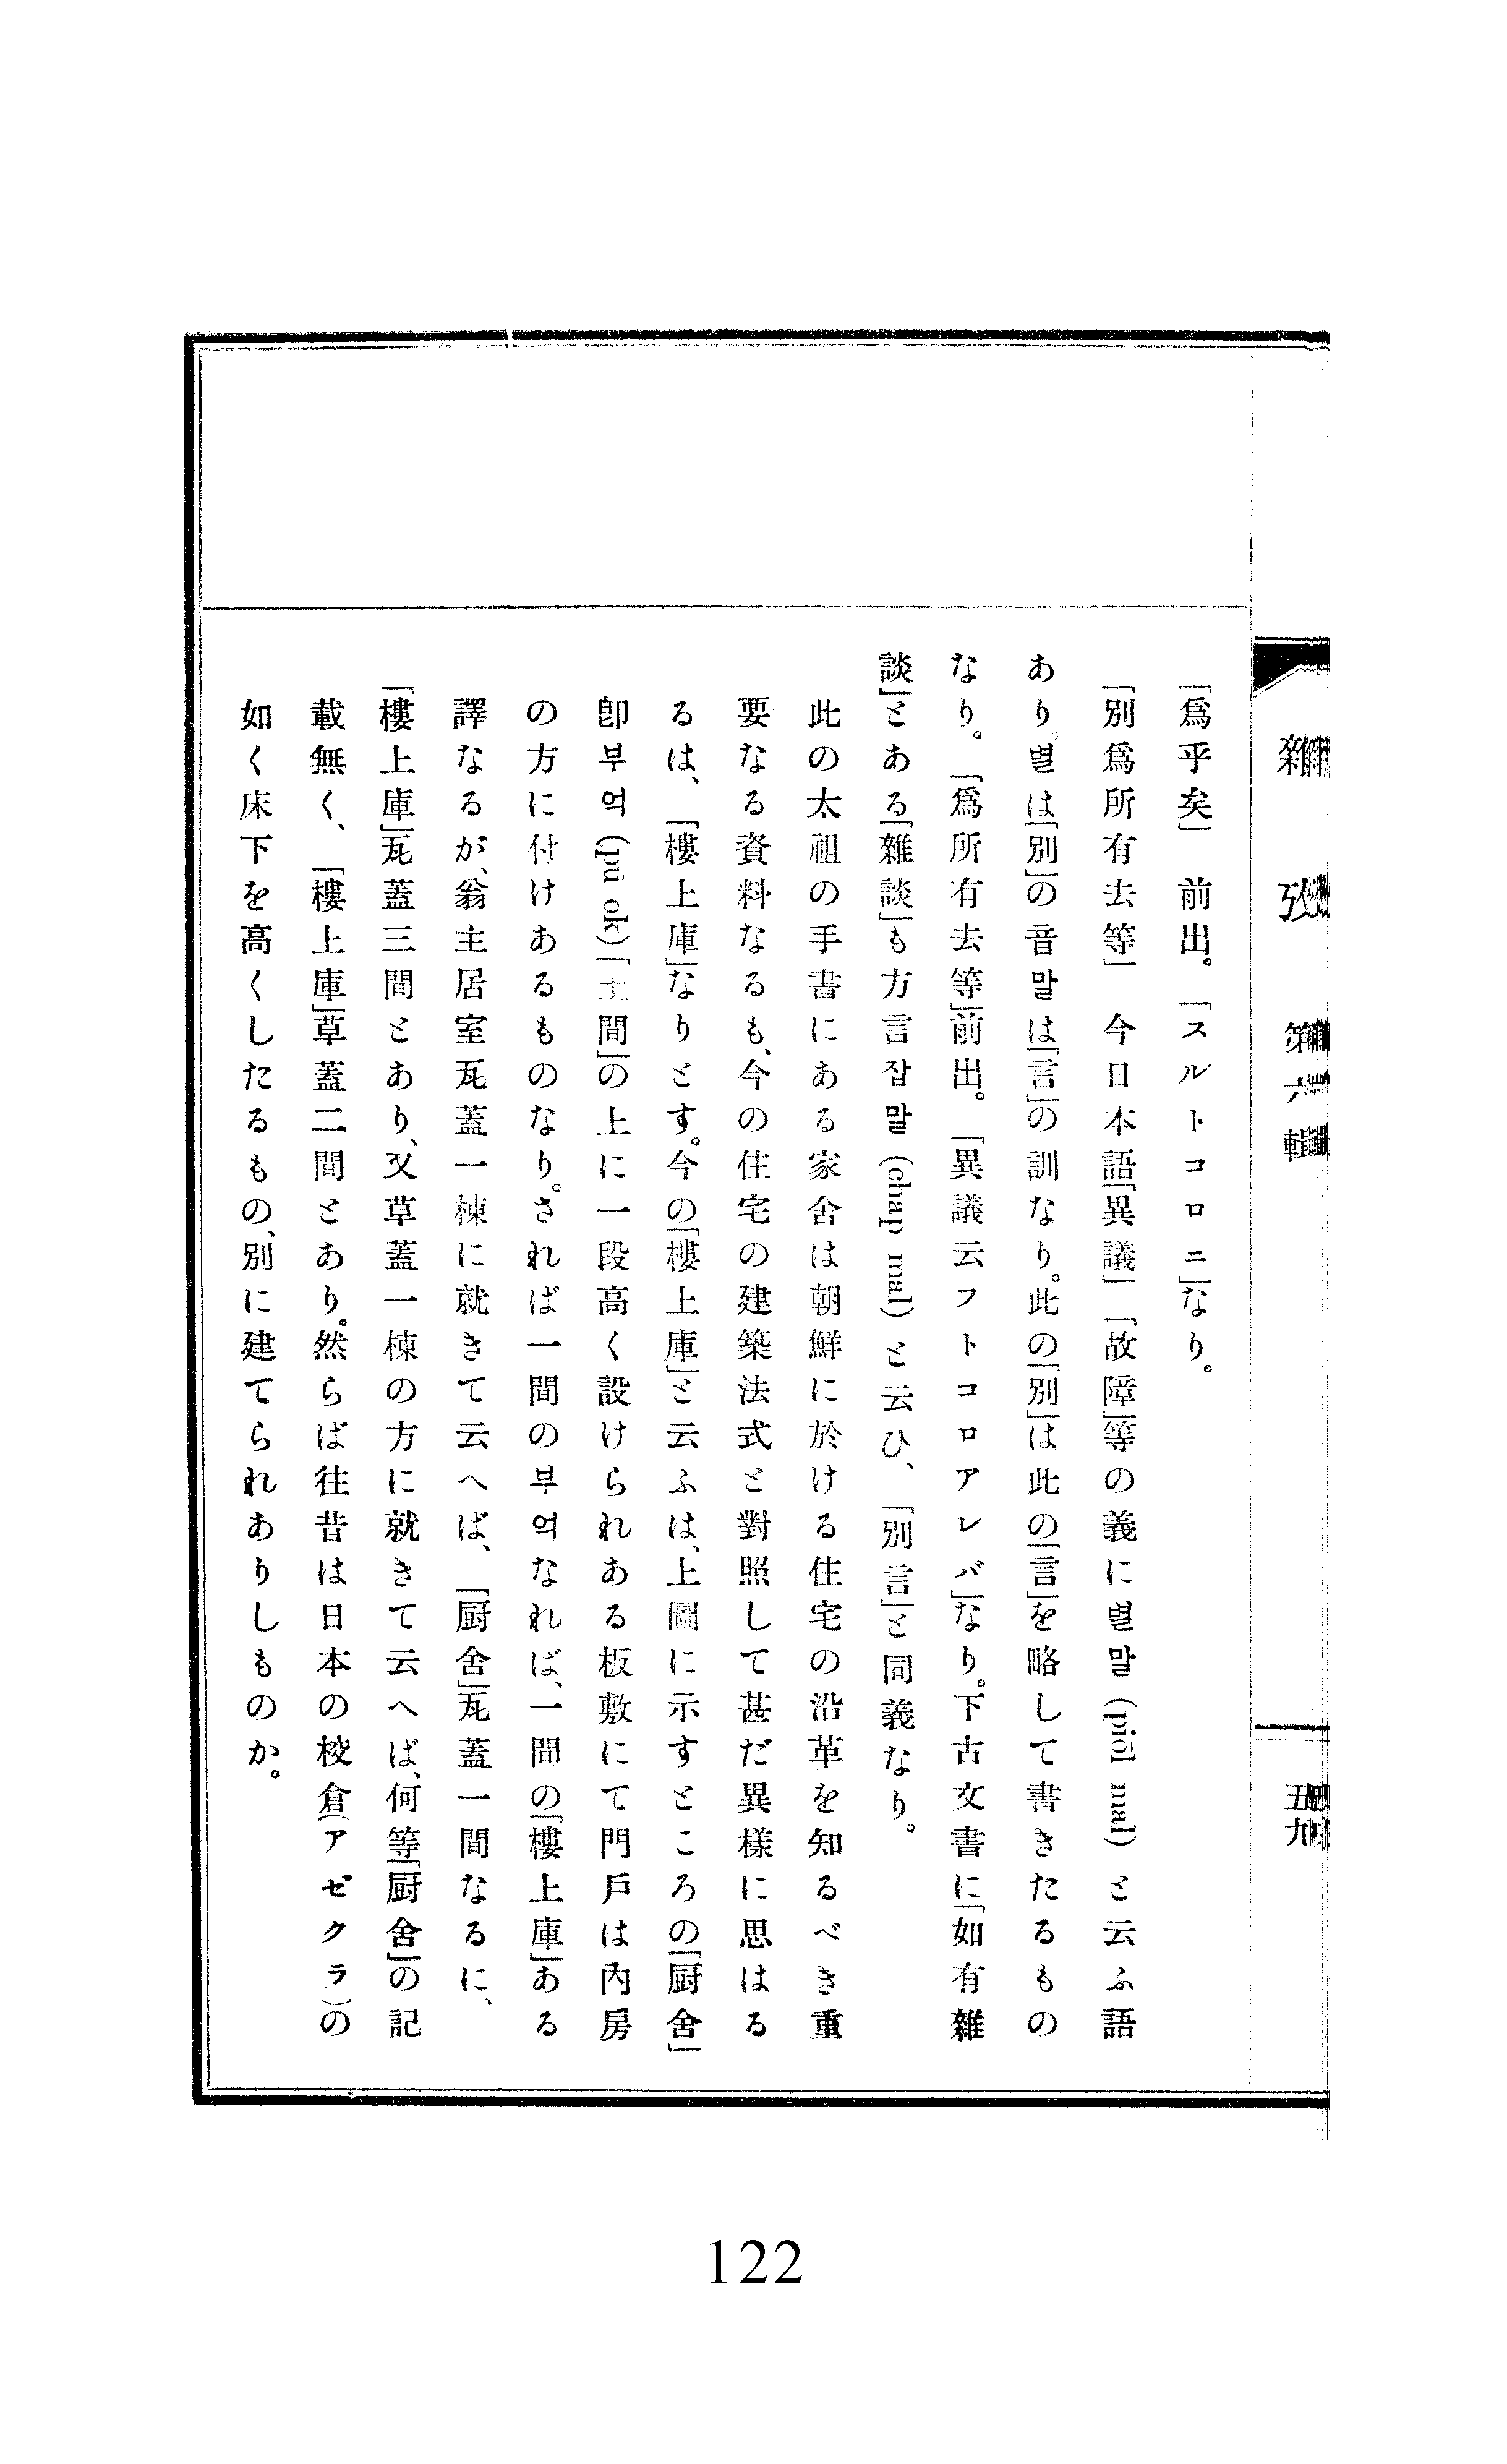 雜攷 第六輯 五九
「爲乎矣」 前出。「スルトコロニ」なり。
「別爲所有去等」 今日本語「異議」「故障」等の義に별말 (piŏl mal) と云ふ語
あり。별は「別」の音말は「言」の訓なり。此の「別」は此の「言」を略して書きたるもの
なり。「爲所有去等」前出。「異議云フトコロアレバ」なり。下古文書に「如有雜
談」とある「雜談」も方言잡말 (chap mal) と云ひ、「別言」と同義なり。
此の太祖の手書にある家舍は朝鮮に於ける住宅の沿革を知るべき重
要なる資料なるも、今の住宅の建築法式と對照して甚だ異樣に思はる
るは、「樓上庫」なりとす。今の「樓上庫」と云ふは、上圖に示すところの「厨舍」
卽부억 (pu ok)「土間」の上に一段高く設けられある板敷にて門戶は內房
の方に付けあるものなり。されば一間の부억なれば、一間の「樓上庫」ある
譯なるが、翁主居室瓦蓋一棟に就きて云へば、「厨舍」瓦蓋一間なるに、
「樓上庫」瓦蓋三間とあり、又草蓋一棟の方に就きて云へば、何等「厨舍」の記
載無く、「樓上庫」草蓋二間とあり。然らば往昔は日本の校倉(アゼクラ)の
如く床下を高くしたるもの、別に建てられありしものか。
122